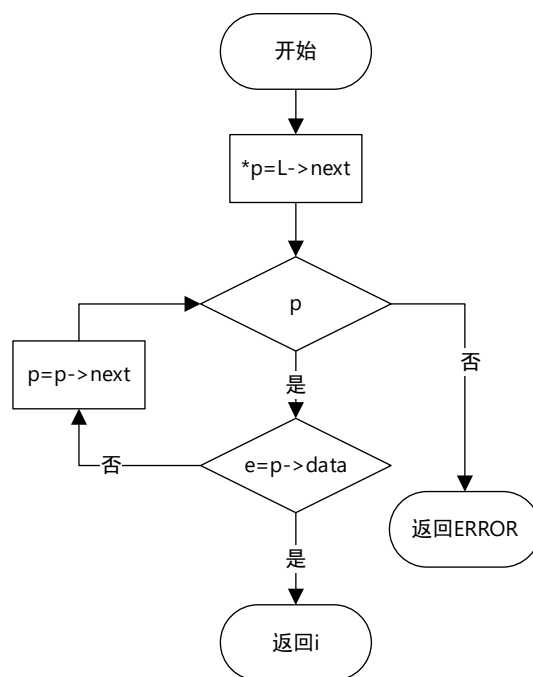 开始
*p=L->next
p
是
否
p=p->next
e=p->data
否
是
返回ERROR
返回i